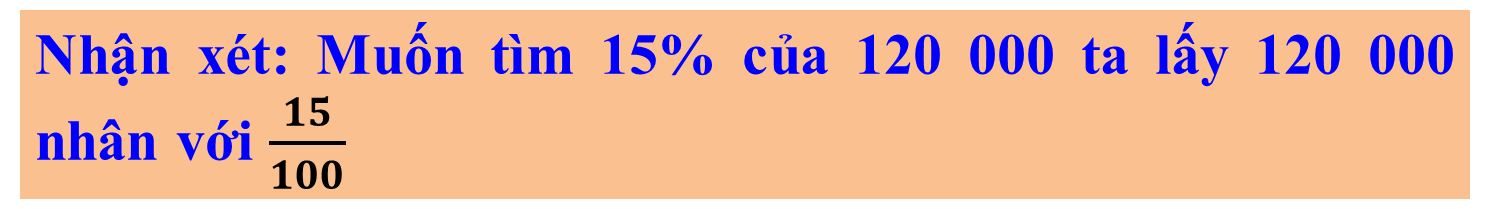 Nhận xét: Muốn tìm 15% của 120 000 ta lấy 120 000
nhân với 15/100